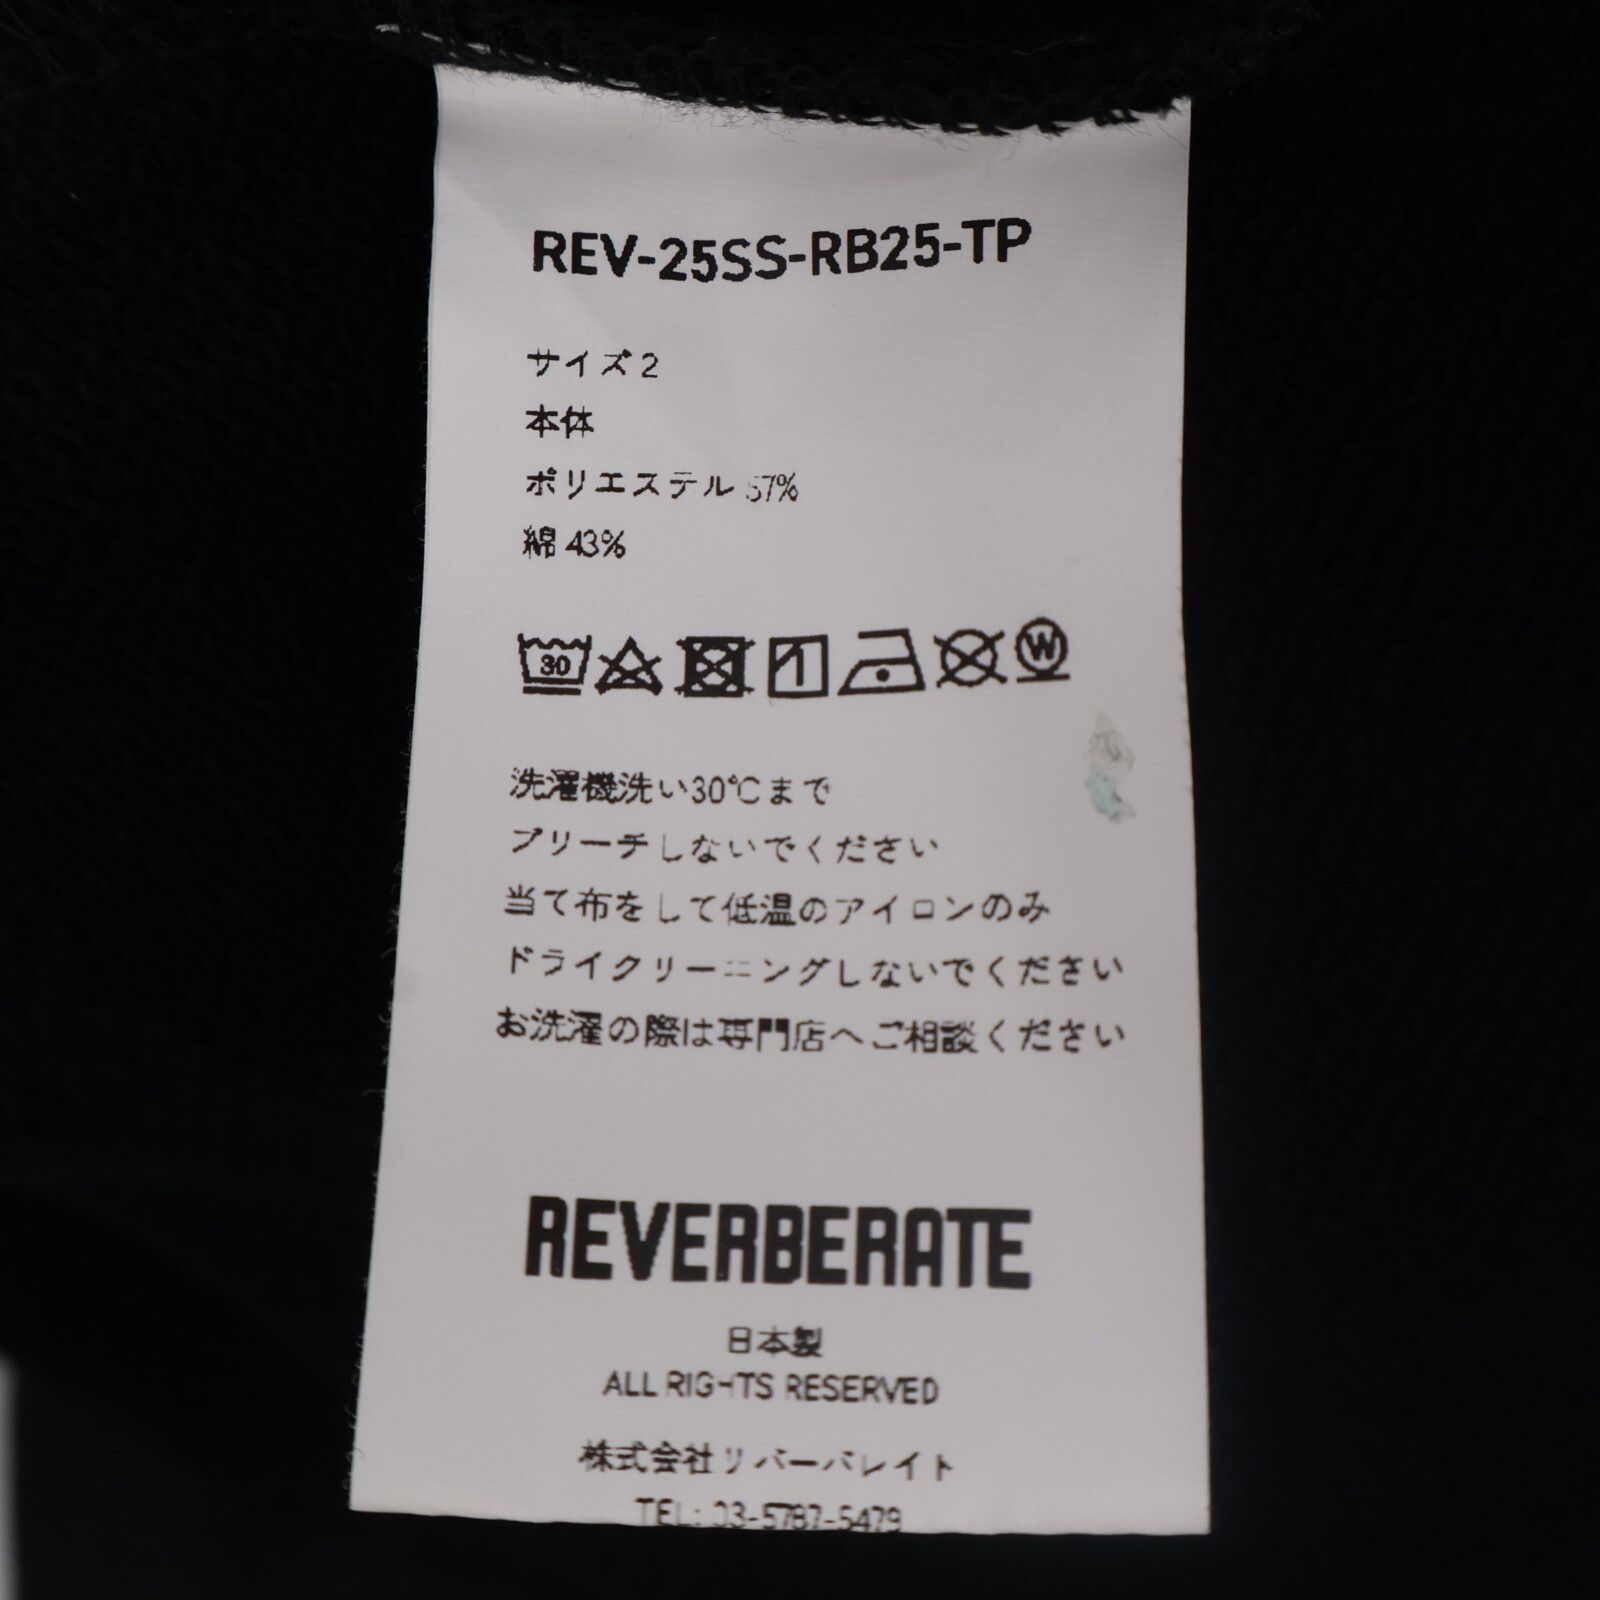 REV-25SS-RB25-TP
サイズ 2
本体
ポリエステル 57%
綿 43%
30 W
洗濯機洗い30℃まで
ブリーチしないでください
当て布をして低温のアイロンのみ
ドライクリーニングしないでください
お洗濯の際は専門店へご相談ください
REVERBERATE
日本製
ALL RIGHTS RESERVED
株式会社リバーバレイト
TEL: 03-5787-5479